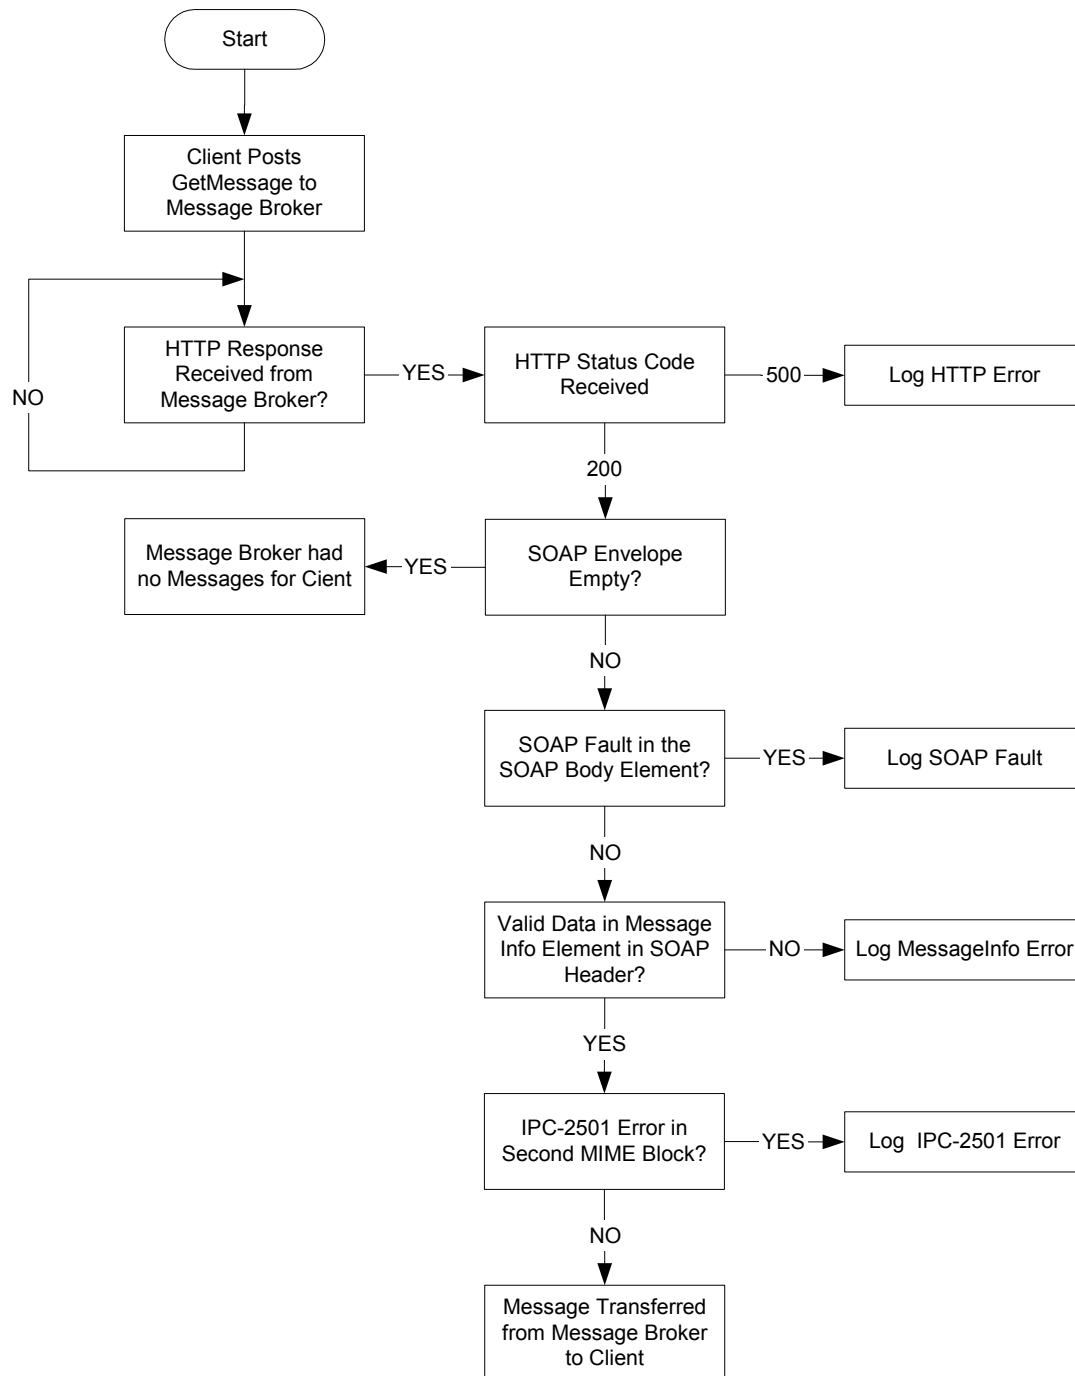 Start
Client Posts
GetMessage to
Message Broker
HTTP Response
Received from
Message Broker?
NO
YES
HTTP Status Code
Received
500
Log HTTP Error
200
SOAP Envelope
Empty?
YES
Message Broker had
no Messages for Cient
NO
SOAP Fault in the
SOAP Body Element?
YES
Log SOAP Fault
NO
Valid Data in Message
Info Element in SOAP
Header?
NO
Log MessageInfo Error
YES
IPC-2501 Error in
Second MIME Block?
YES
Log IPC-2501 Error
NO
Message Transferred
from Message Broker
to Client